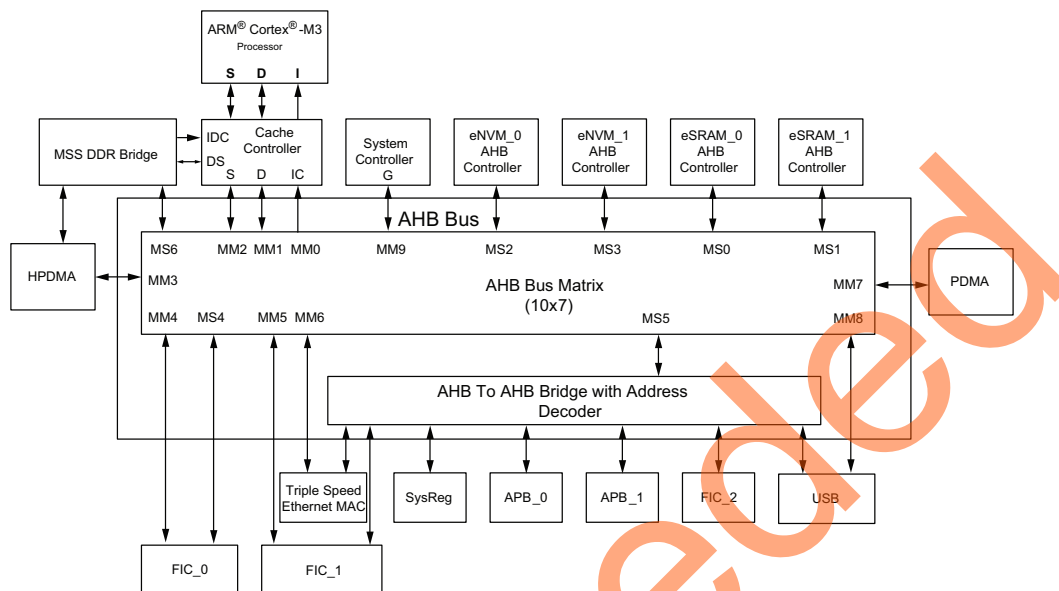 ARM® Cortex®-M3
Processor
S D I
MSS DDR Bridge
IDC
Cache
Controller
DS
S D IC
System
Controller
G
eNVM_0
AHB
Controller
eNVM_1
AHB
Controller
eSRAM_0
AHB
Controller
eSRAM_1
AHB
Controller
AHB Bus
MS6 MM2 MM1 MM0 MM9 MS2 MS3 MS0 MS1
HPDMA
MM3
AHB Bus Matrix
(10x7)
MM7
PDMA
MM4 MS4 MM5 MM6 MS5 MM8
AHB To AHB Bridge with Address
Decoder
Triple Speed
Ethernet MAC
SysReg
APB_0
APB_1
FIC_2
USB
FIC_0
FIC_1